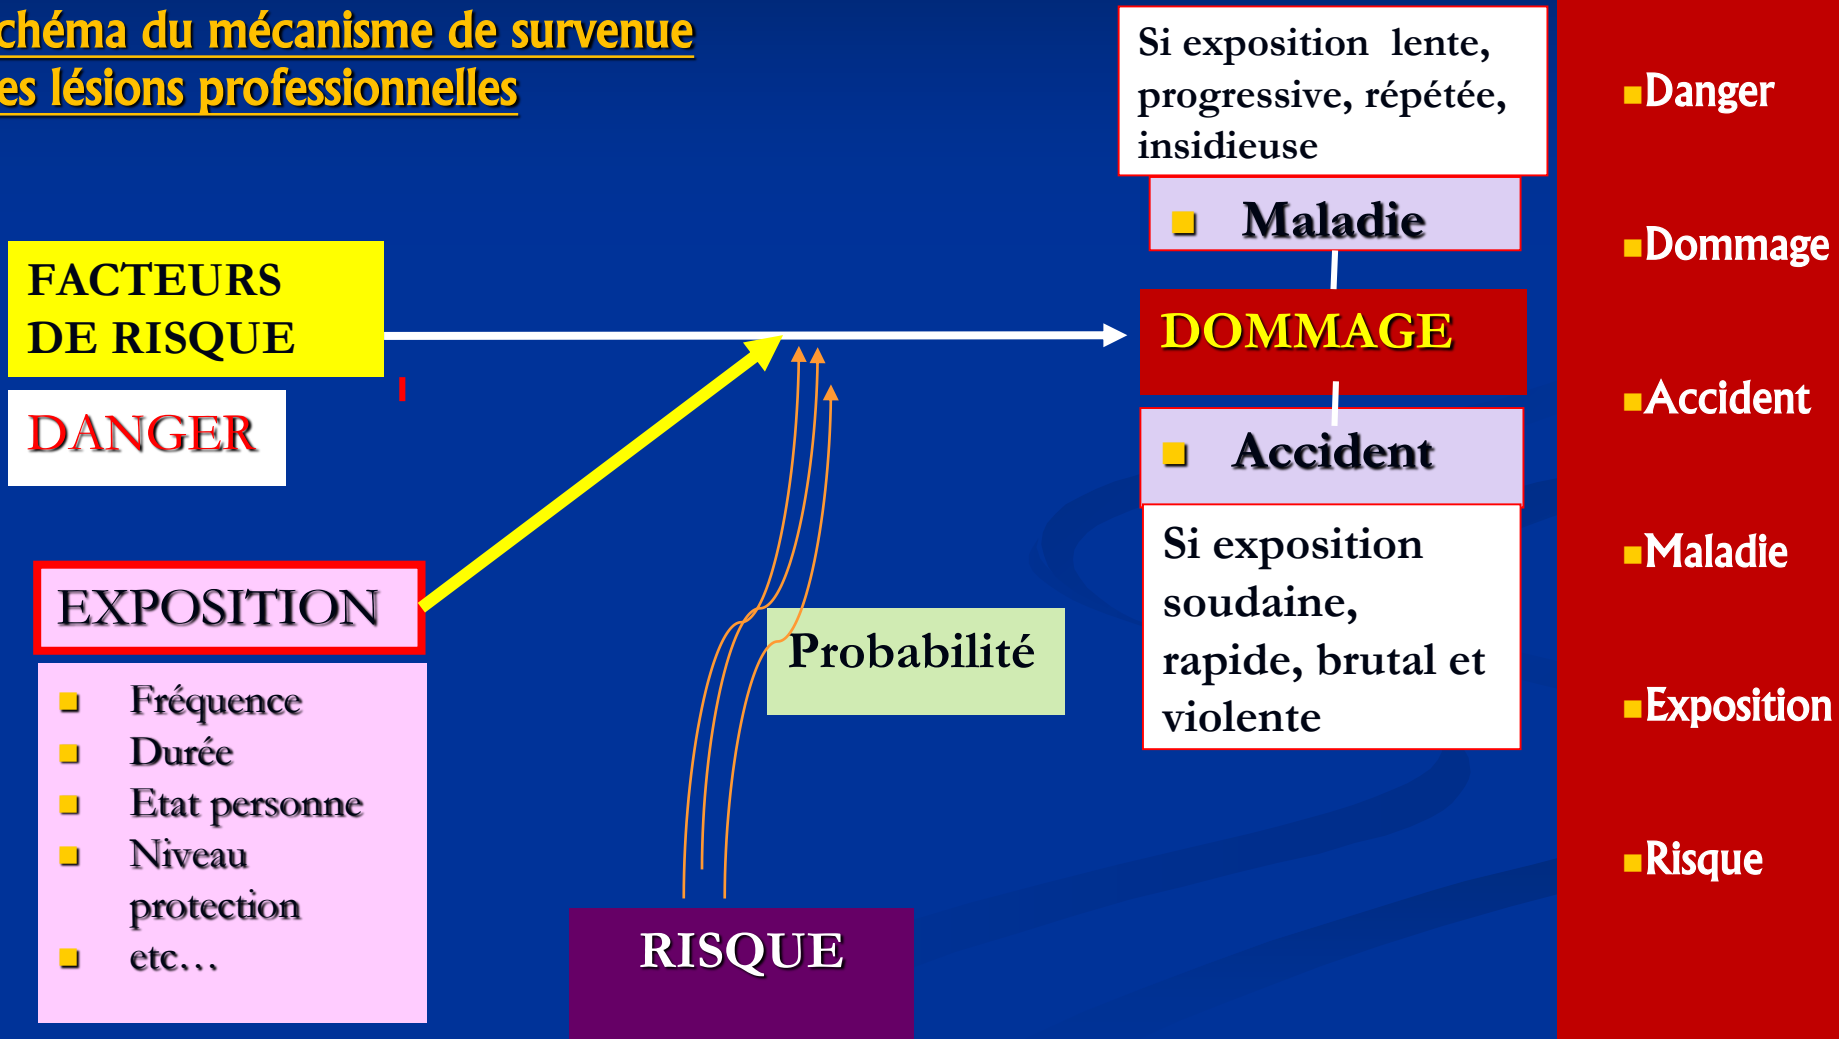 chéma du mécanisme de survenue
es lésions professionnelles
Si exposition lente,
progressive, répétée,
insidieuse
Maladie
FACTEURS
DE RISQUE
DOMMAGE
DANGER
Accident
Si exposition
soudaine,
rapide, brutal et
violente
EXPOSITION
Fréquence
Durée
Etat personne
Niveau
protection
etc…
Probabilité
RISQUE
Danger
Dommage
Accident
Maladie
Exposition
Risque